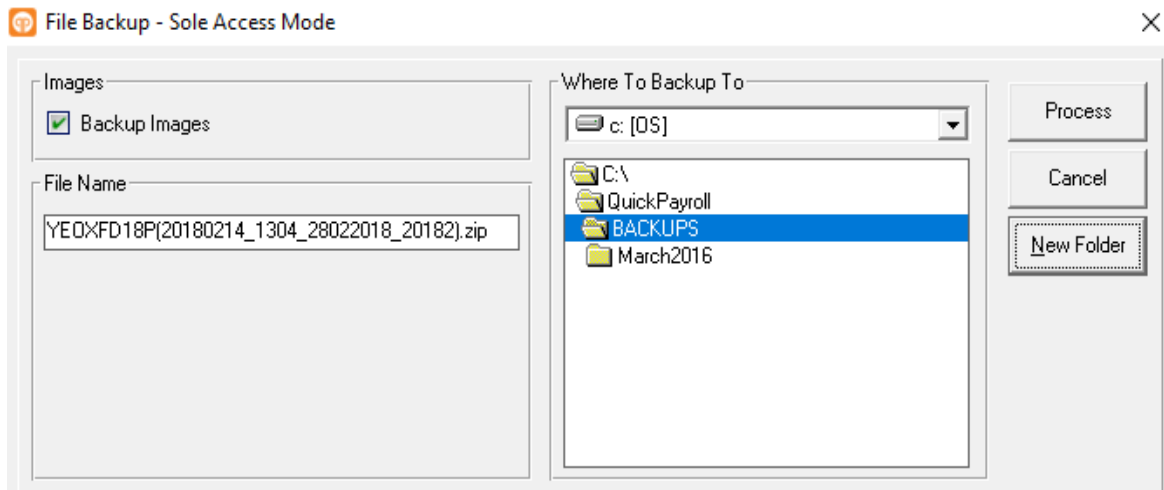 File Backup - Sole Access Mode
Images
Backup Images
File Name
YEOXFD18P(20180214_1304_28022018_20182).zip
Where To Backup To
c: [OS]
C:\
QuickPayroll
BACKUPS
March2016
Process
Cancel
New Folder